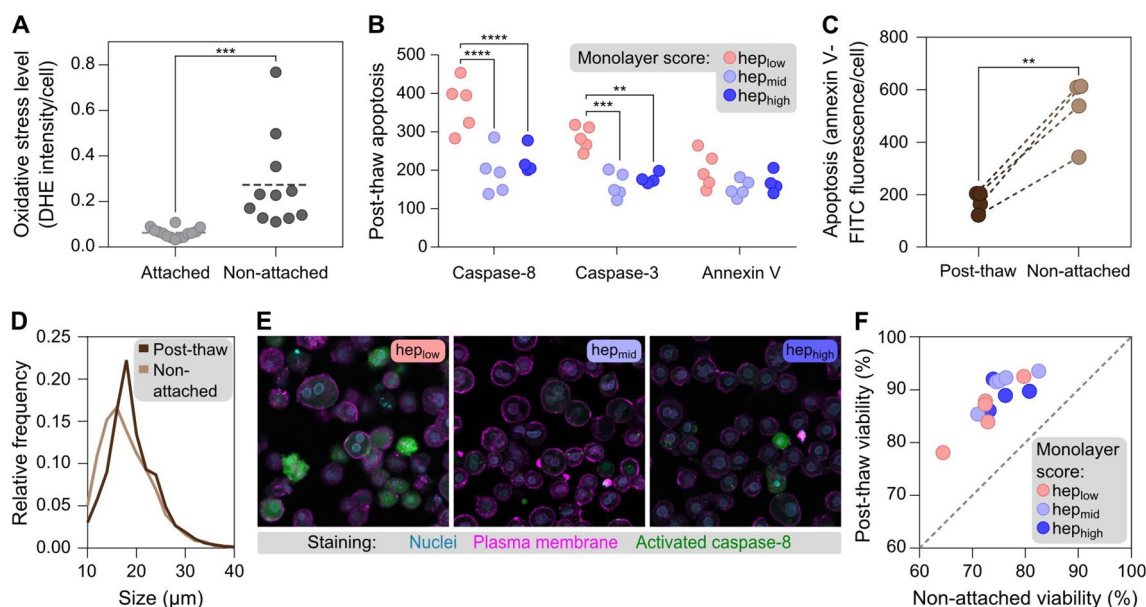 A
Oxidative stress level
(DHE intensity/cell)
0.8
0.6
0.4
0.2
0.0
***
Attached
Non-attached
B
Post-thaw apoptosis
500
400
300
200
100
0
****
****
**
***
Monolayer score:
hep_low
hep_mid
hep_high
Caspase-8
Caspase-3
Annexin V
C
Apoptosis (annexin V-
FITC fluorescence/cell)
800
600
400
200
0
**
Post-thaw
Non-attached
D
Relative frequency
0.25
0.20
0.15
0.10
0.05
0.00
Post-thaw
Non-
attached
10
20
30
40
Size (µm)
E
hep_low
hep_mid
hep_high
Staining:
Nuclei
Plasma membrane
Activated caspase-8
F
Post-thaw viability (%)
100
90
80
70
60
Monolayer
score:
hep_low
hep_mid
hep_high
60
70
80
90
100
Non-attached viability (%)